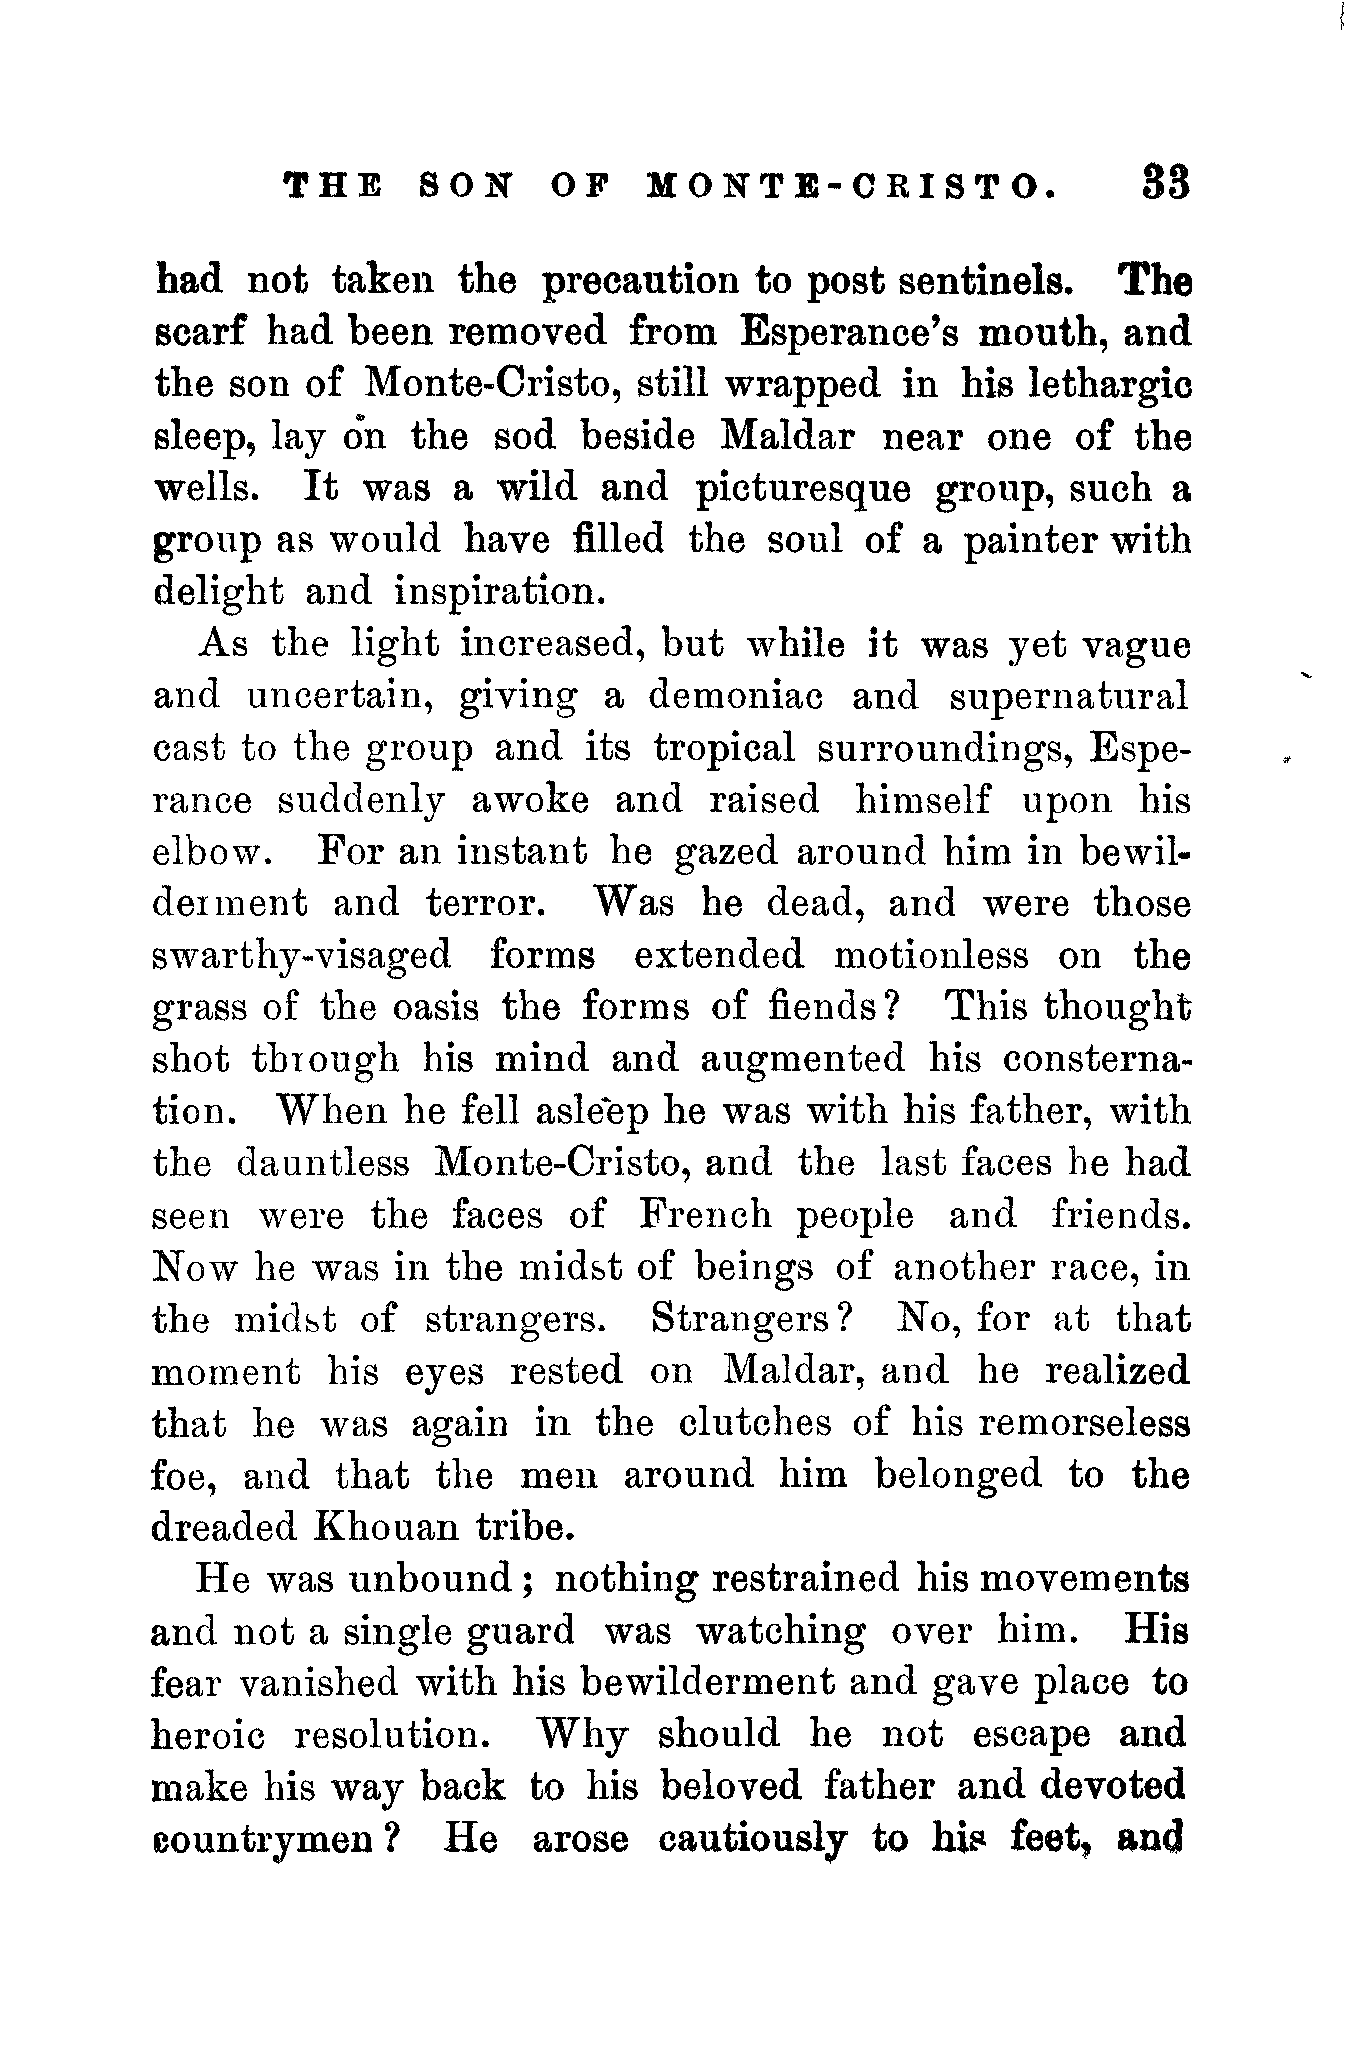 THE SON OF MONTE-CRISTO. 33
had not taken the precaution to post sentinels. The
scarf had been removed from Esperance's mouth, and
the son of Monte-Cristo, still wrapped in his lethargic
sleep, lay on the sod beside Maldar near one of the
wells. It was a wild and picturesque group, such a
group as would have filled the soul of a painter with
delight and inspiration.
As the light increased, but while it was yet vague
and uncertain, giving a demoniac and supernatural
cast to the group and its tropical surroundings, Espe-
rance suddenly awoke and raised himself upon his
elbow. For an instant he gazed around him in bewil-
derment and terror. Was he dead, and were those
swarthy-visaged forms extended motionless on the
grass of the oasis the forms of fiends? This thought
shot through his mind and augmented his consterna-
tion. When he fell asleep he was with his father, with
the dauntless Monte-Cristo, and the last faces he had
seen were the faces of French people and friends.
Now he was in the midst of beings of another race, in
the midst of strangers. Strangers? No, for at that
moment his eyes rested on Maldar, and he realized
that he was again in the clutches of his remorseless
foe, and that the men around him belonged to the
dreaded Khouan tribe.
He was unbound; nothing restrained his movements
and not a single guard was watching over him. His
fear vanished with his bewilderment and gave place to
heroic resolution. Why should he not escape and
make his way back to his beloved father and devoted
countrymen? He arose cautiously to his feet, and